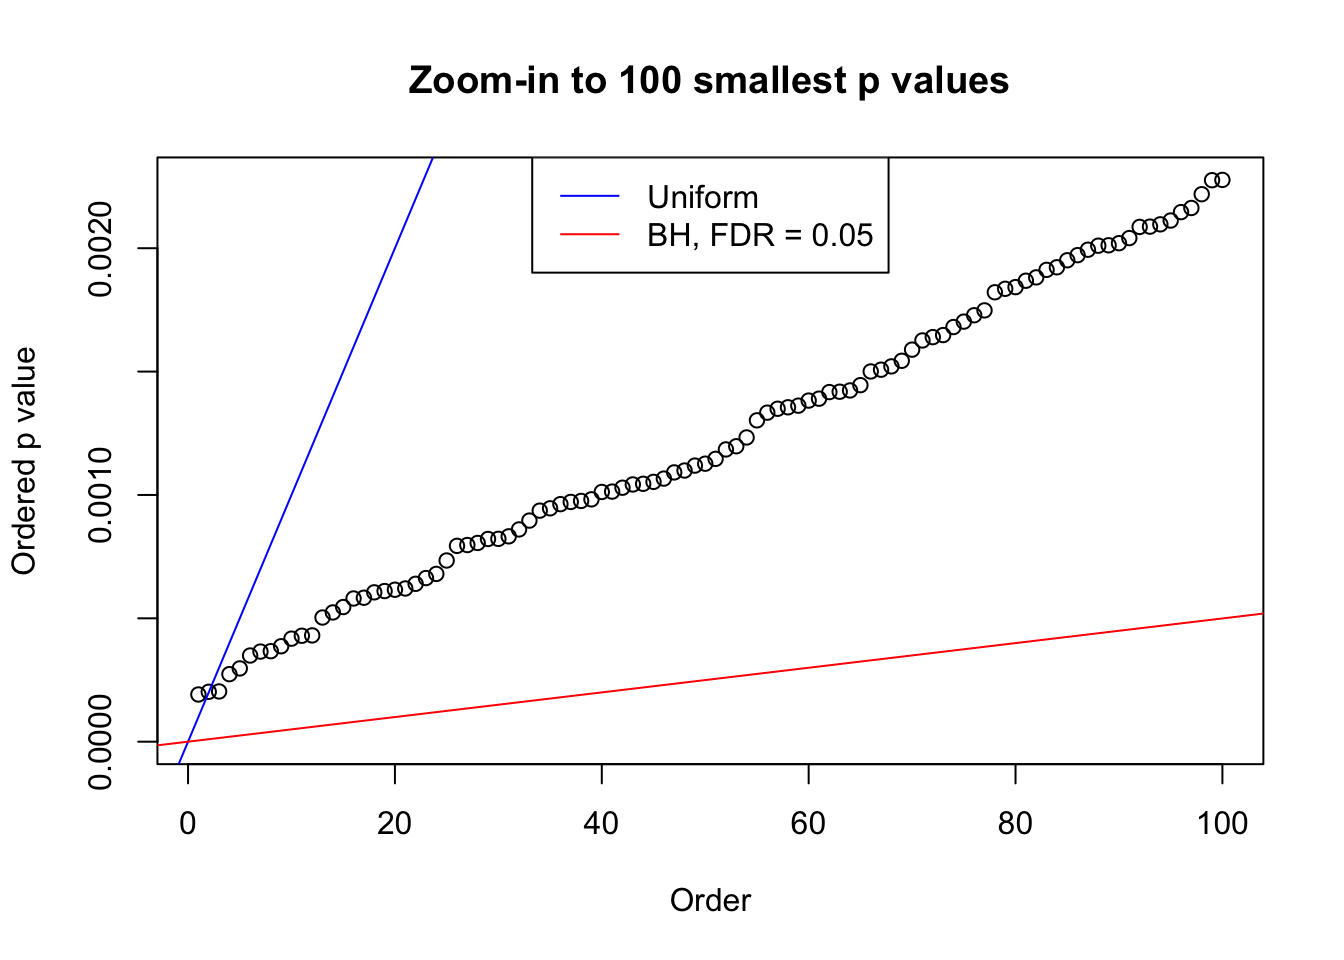 Zoom-in to 100 smallest p values
Uniform
BH, FDR = 0.05
Ordered p value
0.0020
0.0010
0.0000
0 20 40 60 80 100
Order